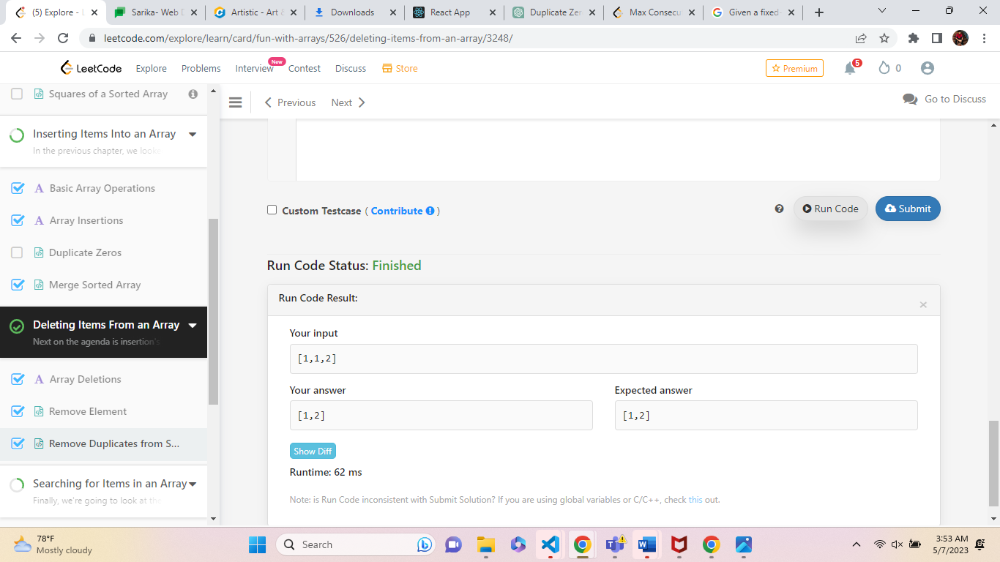 (5) Explore - L
Sarika- Web D
Artistic - Art &
Downloads
React App
Duplicate Zer
Max Consecu
Given a fixed-
leetcode.com/explore/learn/card/fun-with-arrays/526/deleting-items-from-an-array/3248/
LeetCode Explore Problems Interview New Contest Discuss Store Premium 5 0
Squares of a Sorted Array
Previous Next Go to Discuss
Inserting Items Into an Array
In the previous chapter, we looke
Basic Array Operations
Array Insertions
Duplicate Zeros
Merge Sorted Array
Deleting Items From an Array
Next on the agenda is insertion's
Array Deletions
Remove Element
Remove Duplicates from S...
Searching for Items in an Array
Finally, we're going to look at the
Custom Testcase ( Contribute )
Run Code Submit
Run Code Status: Finished
Run Code Result:
Your input
[1,1,2]
Your answer Expected answer
[1,2] [1,2]
Show Diff
Runtime: 62 ms
Note: is Run Code inconsistent with Submit Solution? If you are using global variables or C/C++, check this out.
78°F
Mostly cloudy
Search
3:53 AM
5/7/2023